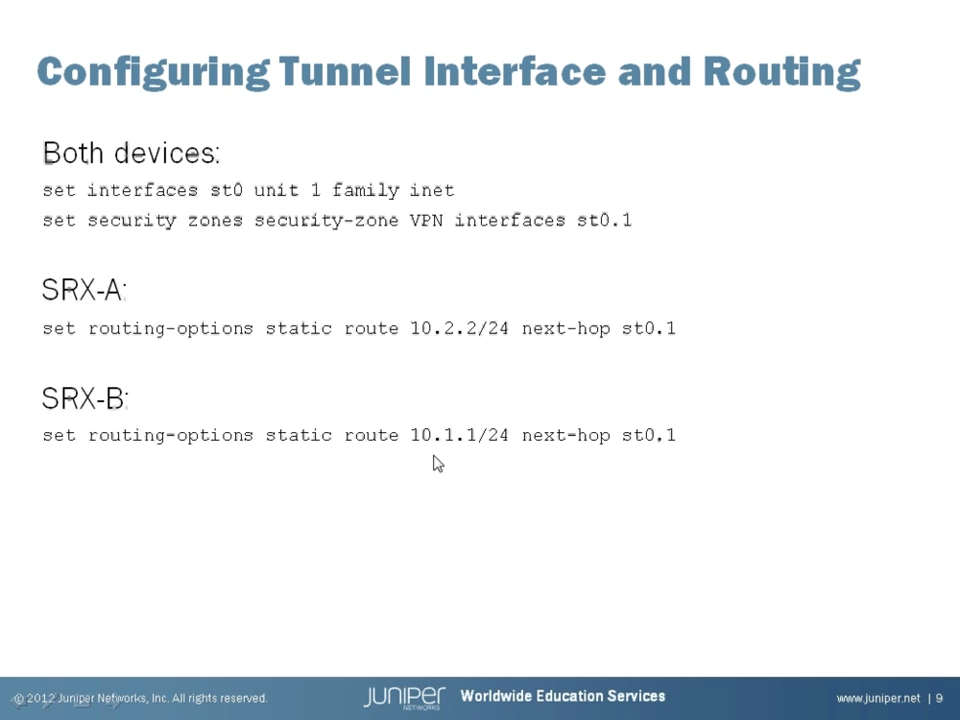 Configuring Tunnel Interface and Routing
Both devices:
set interfaces st0 unit 1 family inet
set security zones security-zone VPN interfaces st0.1
SRX-A:
set routing-options static route 10.2.2/24 next-hop st0.1
SRX-B:
set routing-options static route 10.1.1/24 next-hop st0.1
© 2012 Juniper Networks, Inc. All rights reserved.
JUNIPER
NETWORKS
Worldwide Education Services
www.juniper.net | 9